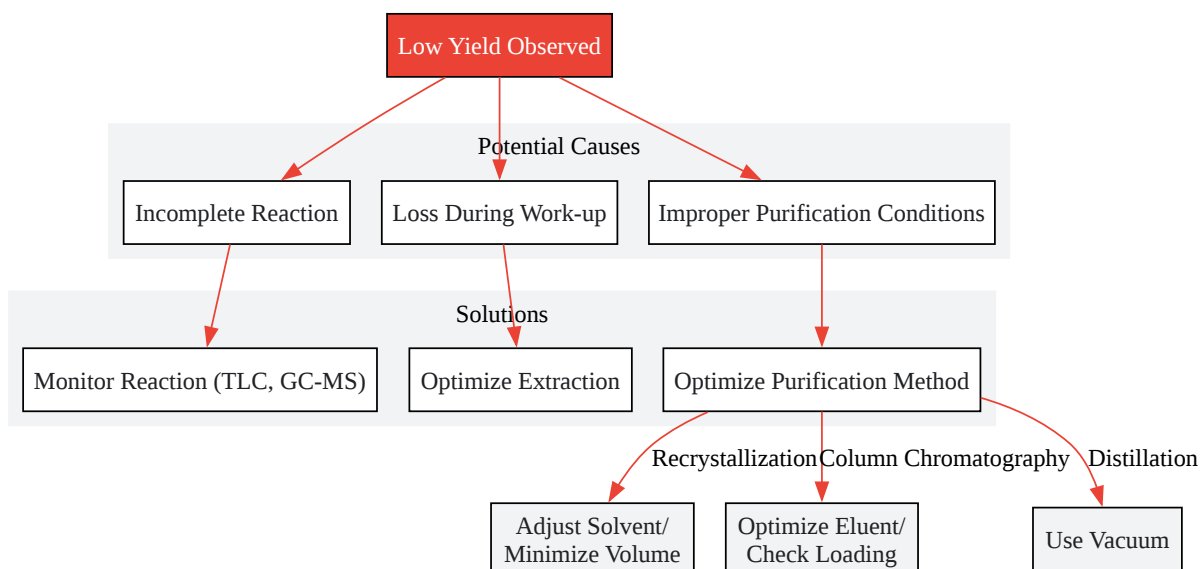 Low Yield Observed
Potential Causes
Incomplete Reaction
Loss During Work-up
Improper Purification Conditions
Solutions
Monitor Reaction (TLC, GC-MS)
Optimize Extraction
Optimize Purification Method
Recrystallization
Column Chromatography
Distillation
Adjust Solvent/
Minimize Volume
Optimize Eluent/
Check Loading
Use Vacuum